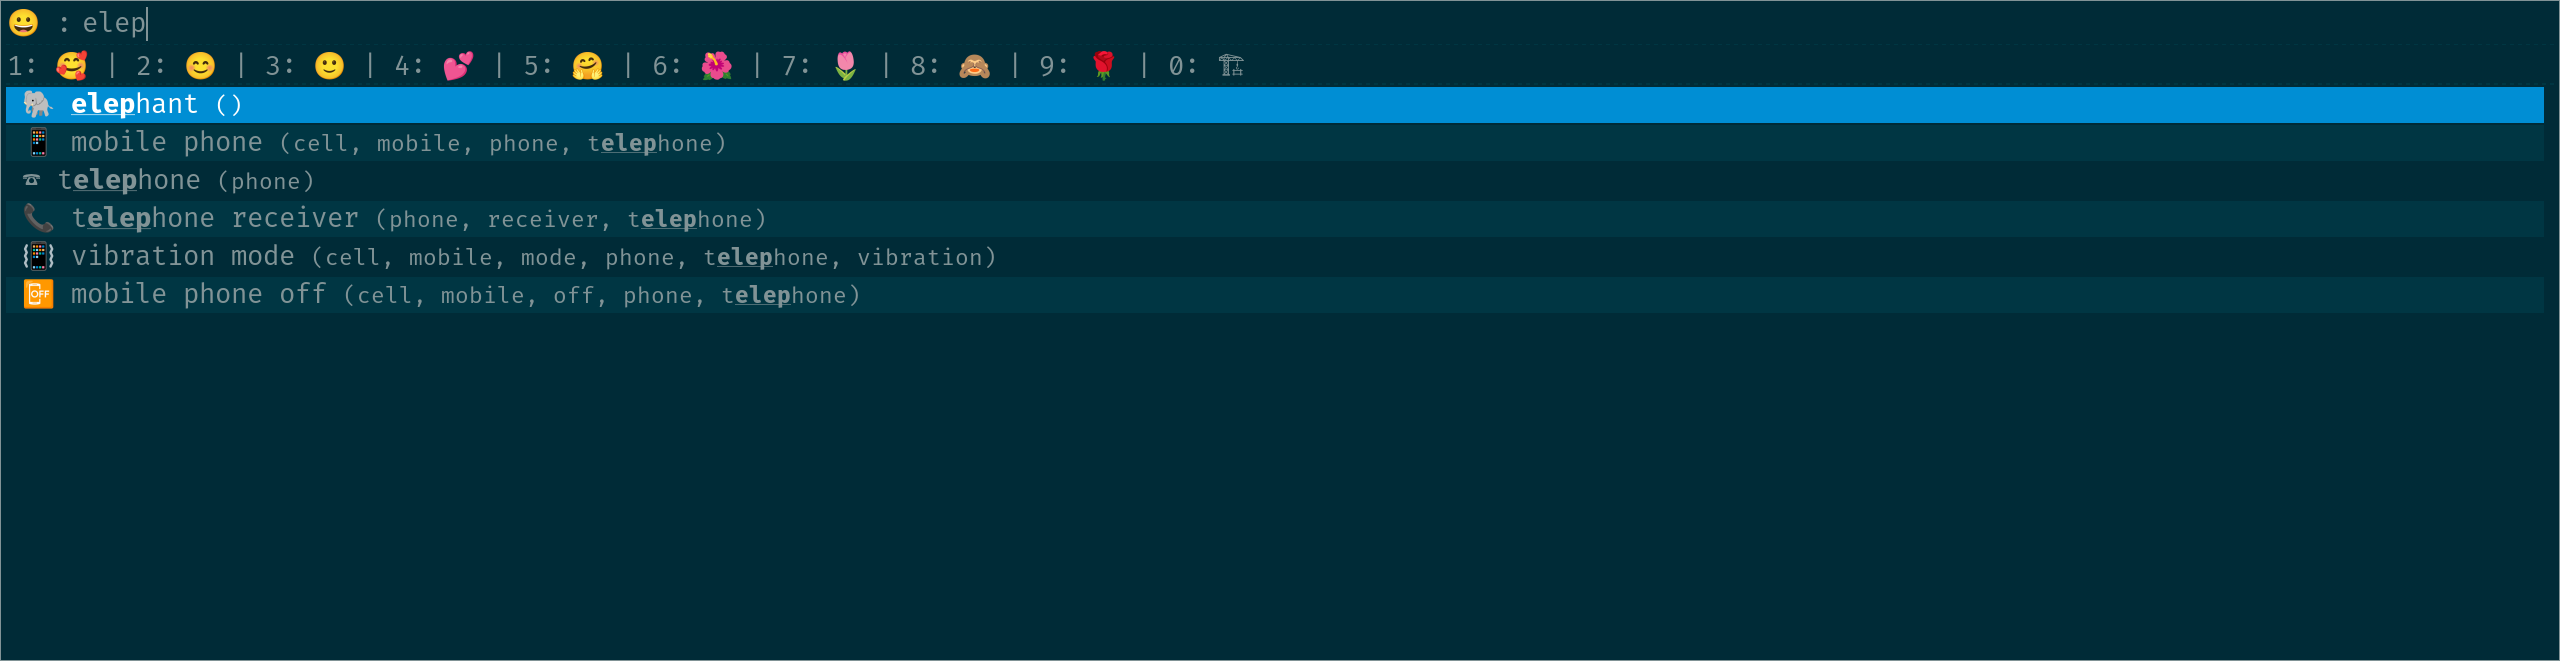 😀 : elep
1: 🥰 | 2: 😊 | 3: 🙂 | 4: 💕 | 5: 🤗 | 6: 🌺 | 7: 🌷 | 8: 🙈 | 9: 🌹 | 0: 🏗
🐘 elephant ()
📱 mobile phone (cell, mobile, phone, telephone)
☎ telephone (phone)
📞 telephone receiver (phone, receiver, telephone)
📳 vibration mode (cell, mobile, mode, phone, telephone, vibration)
📴 mobile phone off (cell, mobile, off, phone, telephone)